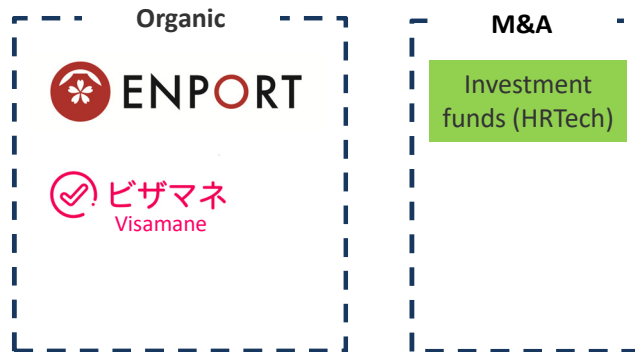 Organic
ENPORT
ビザマネ
Visamane
M&A
Investment
funds (HRTech)